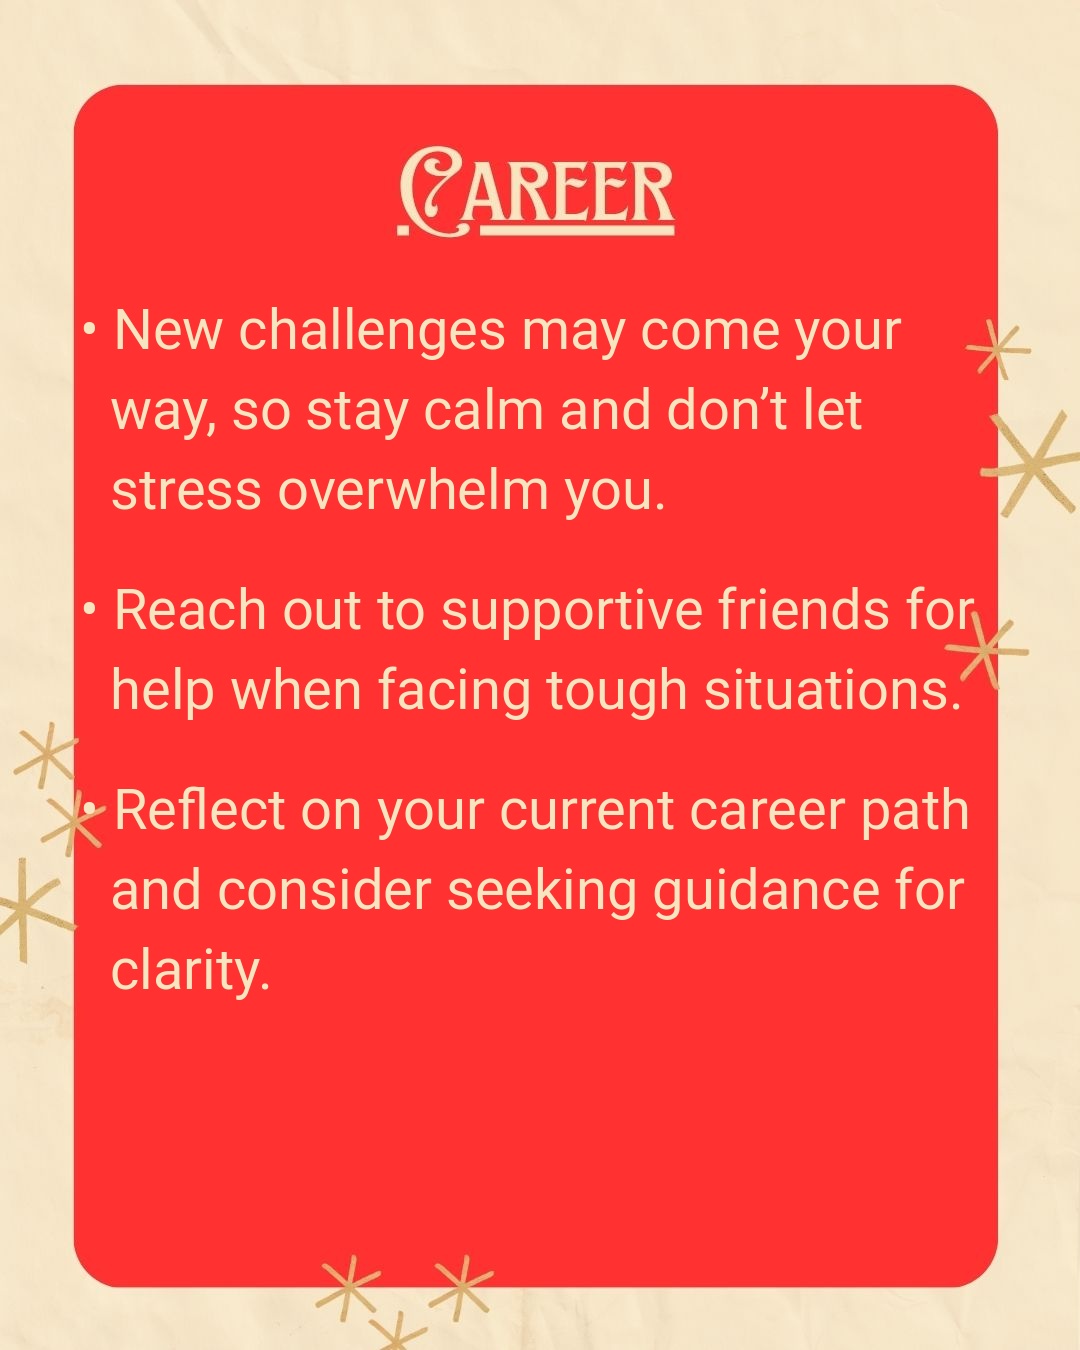 CAREER
• New challenges may come your
way, so stay calm and don’t let
stress overwhelm you.
• Reach out to supportive friends for
help when facing tough situations.
• Reflect on your current career path
and consider seeking guidance for
clarity.